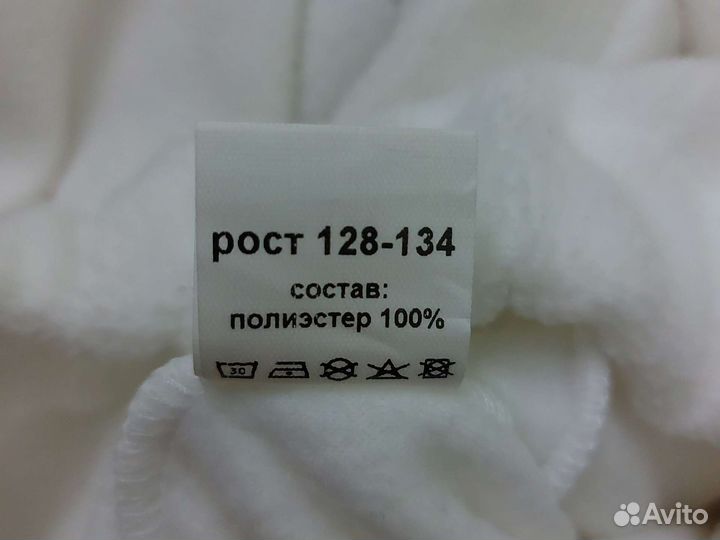 рост 128-134
состав:
полиэстер 100%
30
Avito